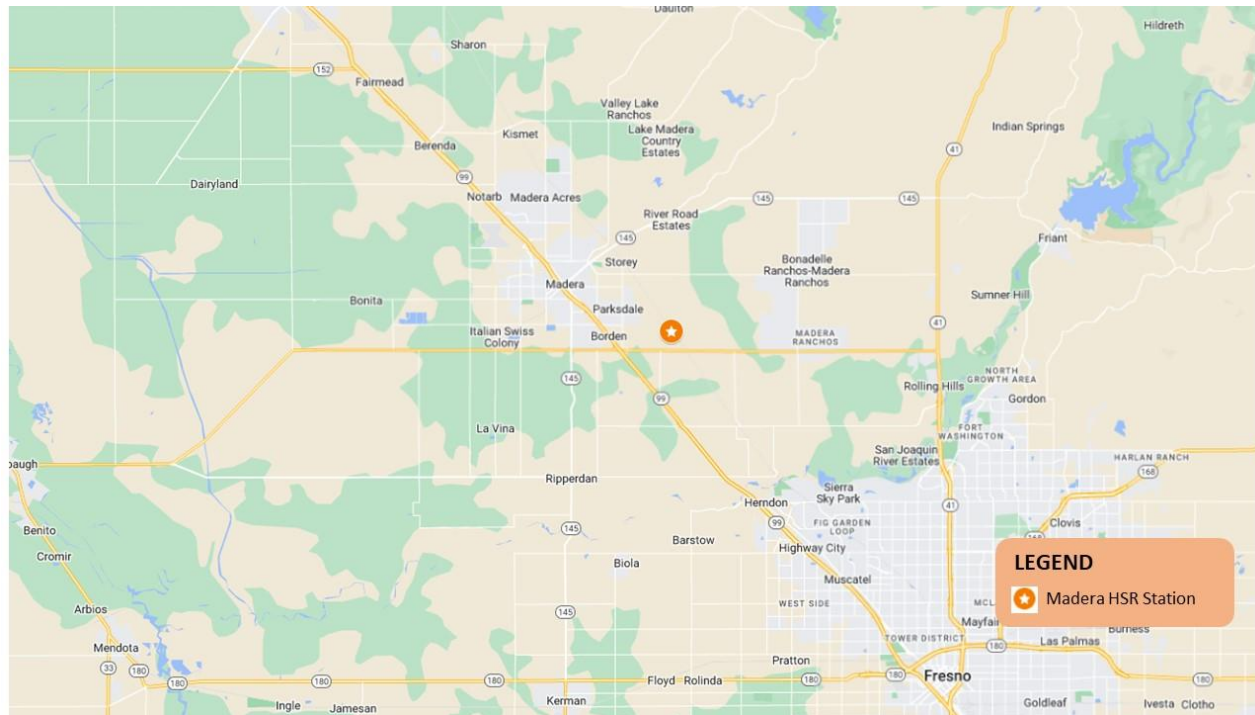 Daulton
Hildreth
Sharon
152
Fairmead
Valley Lake
Ranchos
Kismet
Lake Madera
Country
Estates
Indian Springs
Berenda
41
99
Dairyland
Notarb
Madera Acres
145
145
River Road
Estates
145
Friant
Storey
Bonadelle
Ranchos-Madera
Ranchos
Madera
Sumner Hill
Bonita
Parksdale
41
Italian Swiss
Colony
Borden
MADERA
RANCHOS
145
NORTH
GROWTH AREA
Rolling Hills
99
Gordon
La Vina
FORT
WASHINGTON
San Joaquin
River Estates
HARLAN RANCH
baugh
168
Ripperdan
Sierra
Sky Park
Herndon
41
99
FIG GARDEN
LOOP
Clovis
Benito
145
Barstow
168
Highway City
Cromir
Biola
LEGEND
Muscatel
Madera HSR Station
WEST SIDE
MCL
Arbios
145
Mayfair
Burness
TOWER DISTRICT
180
Las Palmas
Mendota
Pratton
33
180
180
180
180
Floyd
Rolinda
180
180
Fresno
Kerman
Ingle
Jamesan
Goldleaf
Ivesta
Clotho